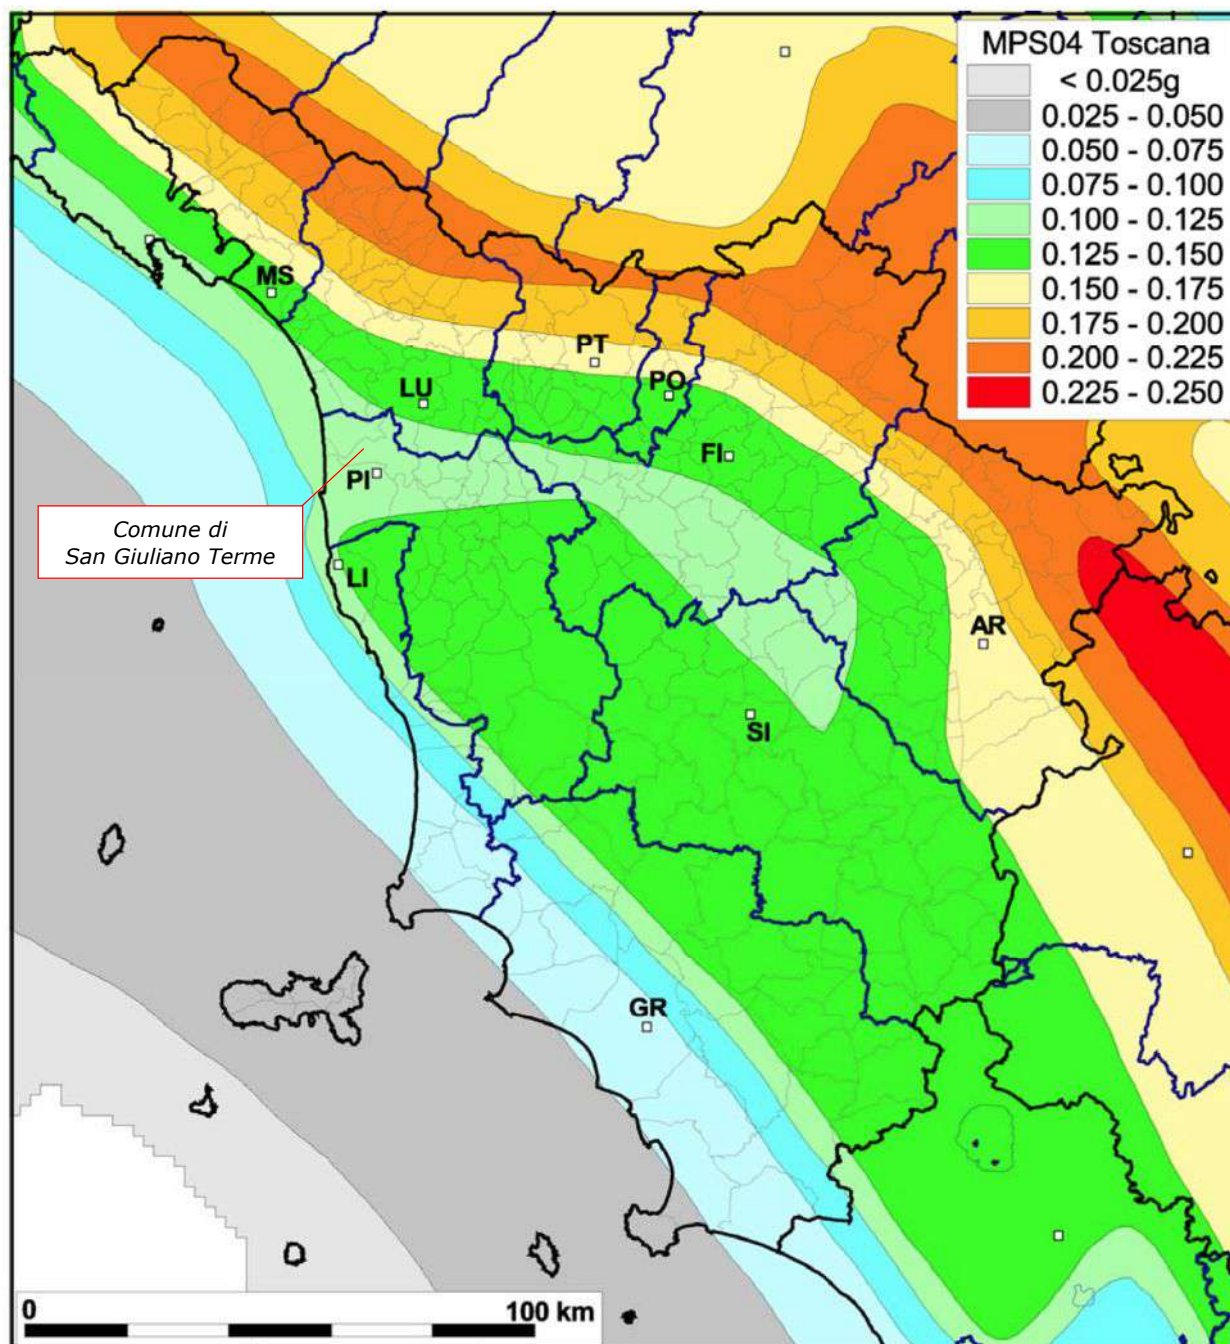 MPS04 Toscana
< 0.025g
0.025 - 0.050
0.050 - 0.075
0.075 - 0.100
0.100 - 0.125
0.125 - 0.150
0.150 - 0.175
0.175 - 0.200
0.200 - 0.225
0.225 - 0.250
MS
PT
LU
PO
FI
PI
Comune di
San Giuliano Terme
LI
AR
SI
GR
0 100 km